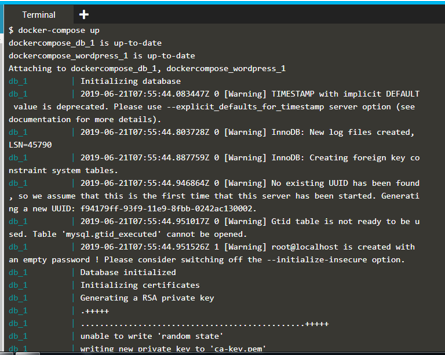 Terminal +
$ docker-compose up
dockercompose_db_1 is up-to-date
dockercompose_wordpress_1 is up-to-date
Attaching to dockercompose_db_1, dockercompose_wordpress_1
db_1 | Initializing database
db_1 | 2019-06-21T07:55:44.083447Z 0 [Warning] TIMESTAMP with implicit DEFAULT
value is deprecated. Please use --explicit_defaults_for_timestamp server option (see
documentation for more details).
db_1 | 2019-06-21T07:55:44.803728Z 0 [Warning] InnoDB: New log files created,
LSN=45790
db_1 | 2019-06-21T07:55:44.887759Z 0 [Warning] InnoDB: Creating foreign key co
nstraint system tables.
db_1 | 2019-06-21T07:55:44.946864Z 0 [Warning] No existing UUID has been found
, so we assume that this is the first time that this server has been started. Generati
ng a new UUID: f94179ff-93f9-11e9-8fbb-0242ac130002.
db_1 | 2019-06-21T07:55:44.951017Z 0 [Warning] Gtid table is not ready to be u
sed. Table 'mysql.gtid_executed' cannot be opened.
db_1 | 2019-06-21T07:55:44.951526Z 1 [Warning] root@localhost is created with
an empty password ! Please consider switching off the --initialize-insecure option.
db_1 | Database initialized
db_1 | Initializing certificates
db_1 | Generating a RSA private key
db_1 | .+++++
db_1 | ................................................+++++
db_1 | unable to write 'random state'
db_1 | writing new private key to 'ca-key.pem'